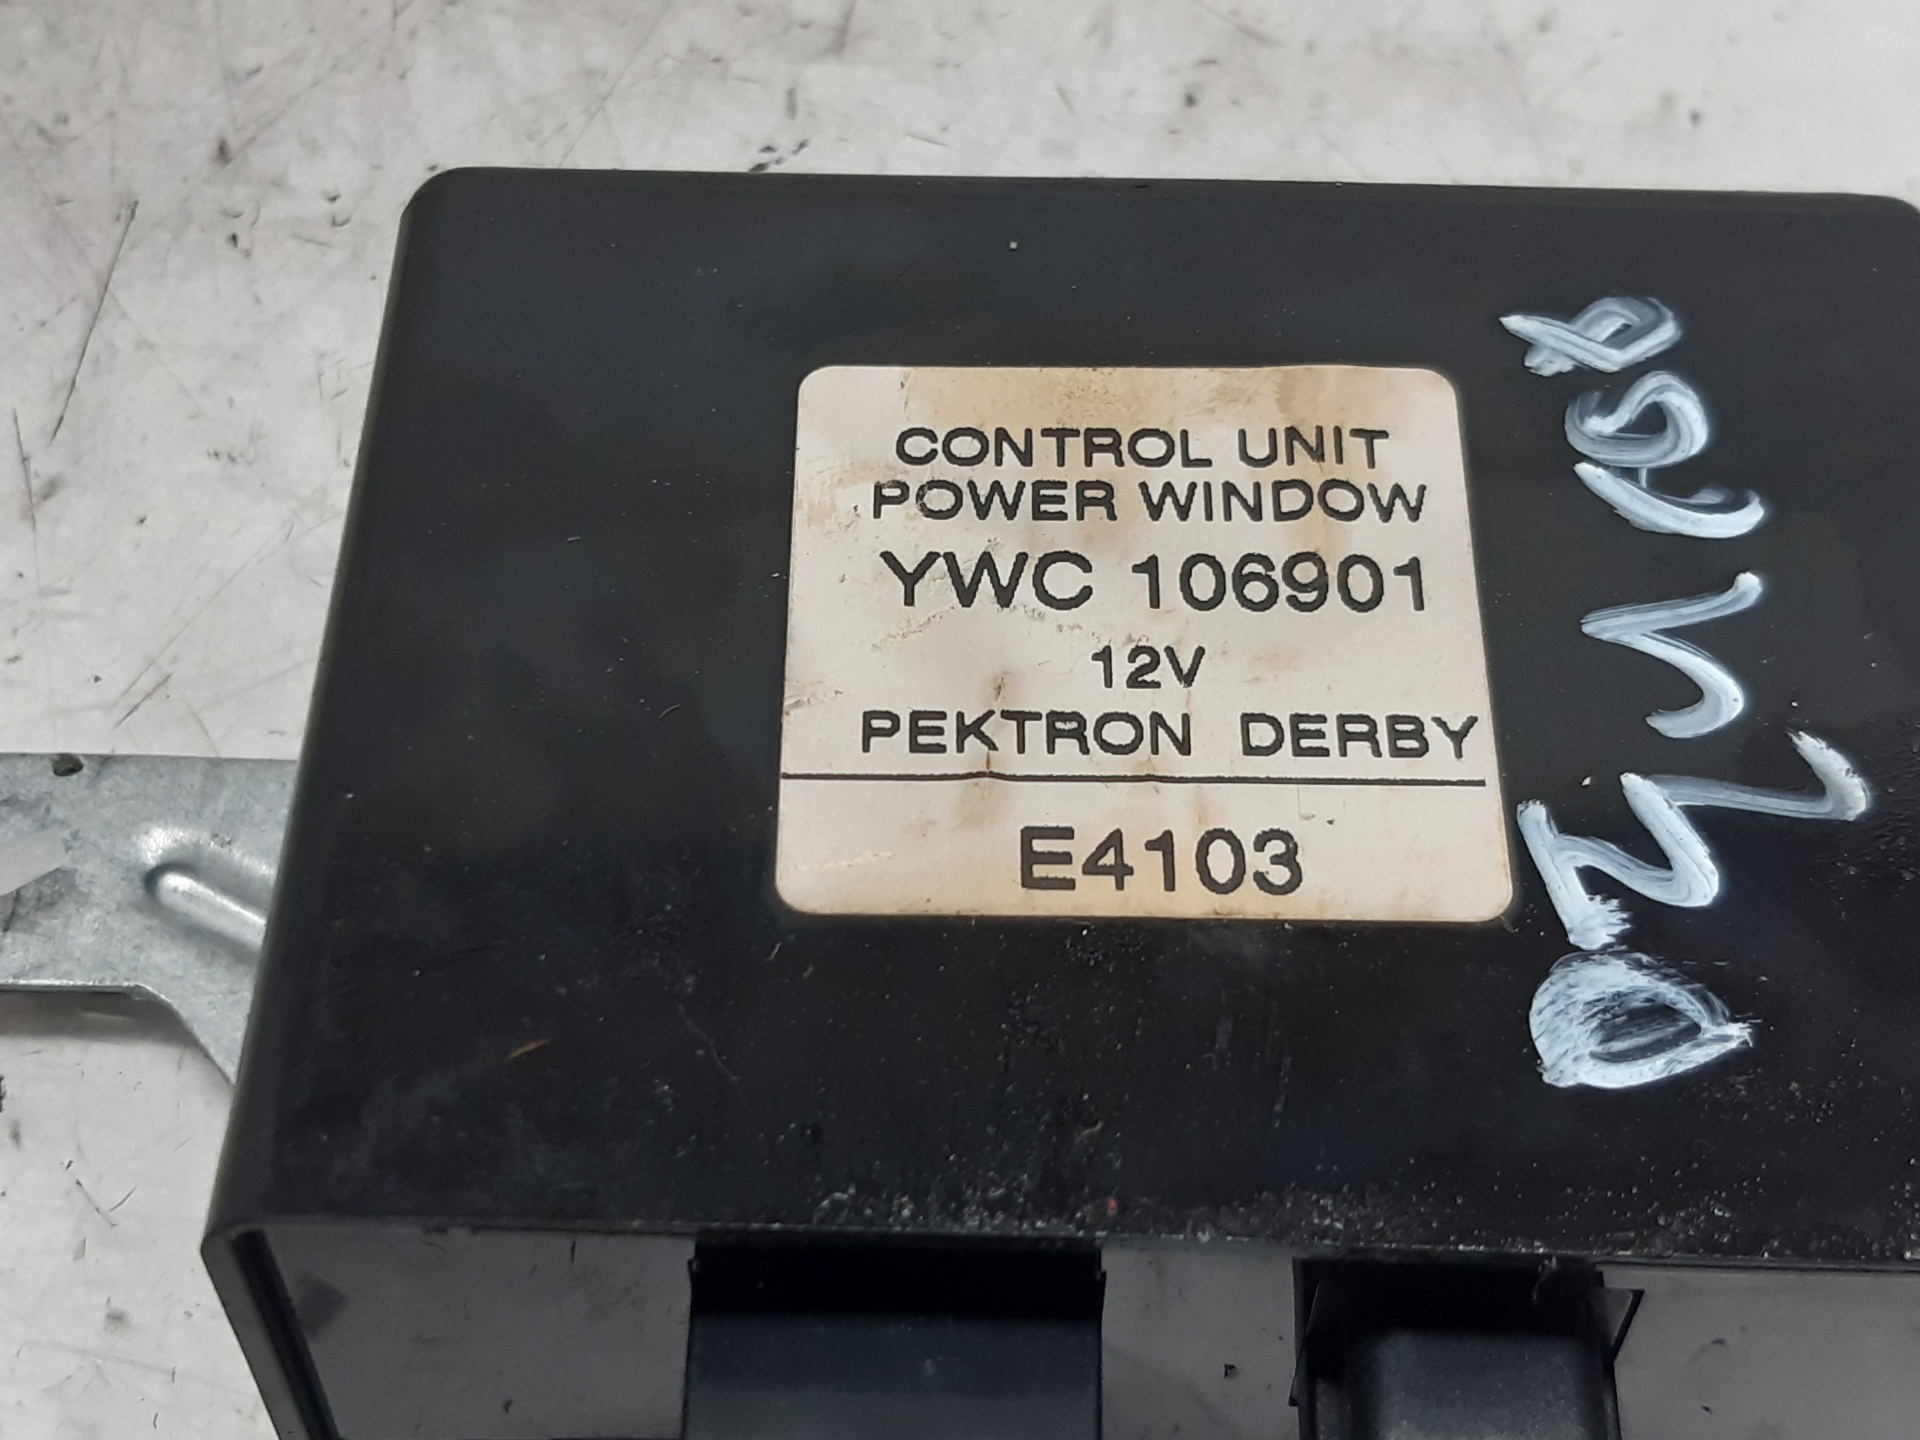 CONTROL UNIT
POWER WINDOW
YWC 106901
12V
PEKTRON DERBY
E4103